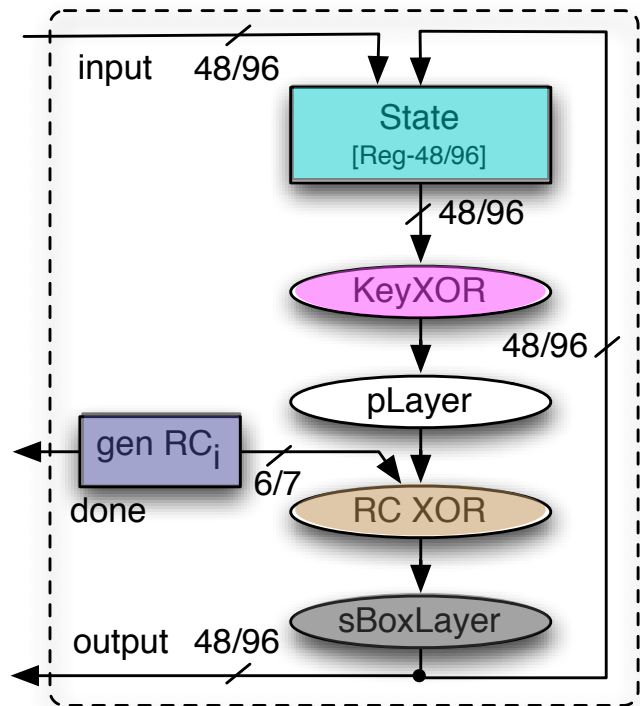 input 48/96
State
[Reg-48/96]
48/96
KeyXOR
48/96
pLayer
gen RCi
6/7
done
RC XOR
sBoxLayer
output 48/96